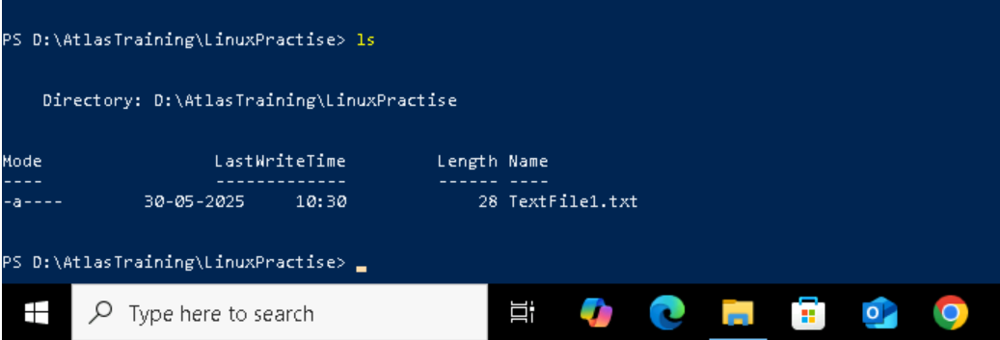 PS D:\AtlasTraining\LinuxPractise> ls
Directory: D:\AtlasTraining\LinuxPractise
Mode LastWriteTime Length Name
---- ------------- ------ ----
-a---- 30-05-2025 10:30 28 TextFile1.txt
PS D:\AtlasTraining\LinuxPractise>
Type here to search